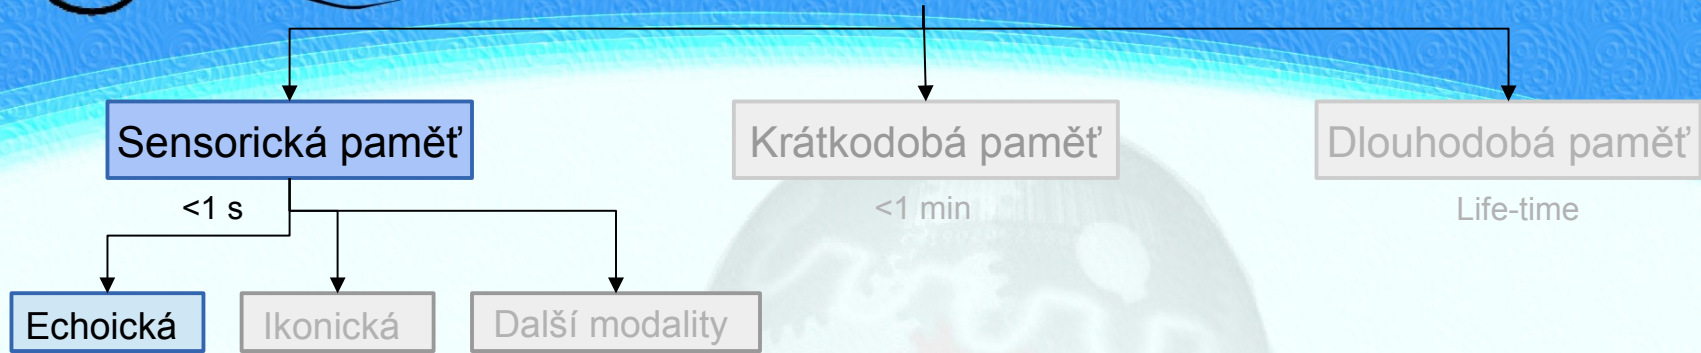 Sensorická paměť
Krátkodobá paměť
Dlouhodobá paměť
<1 s
<1 min
Life-time
Echoická
Ikonická
Další modality